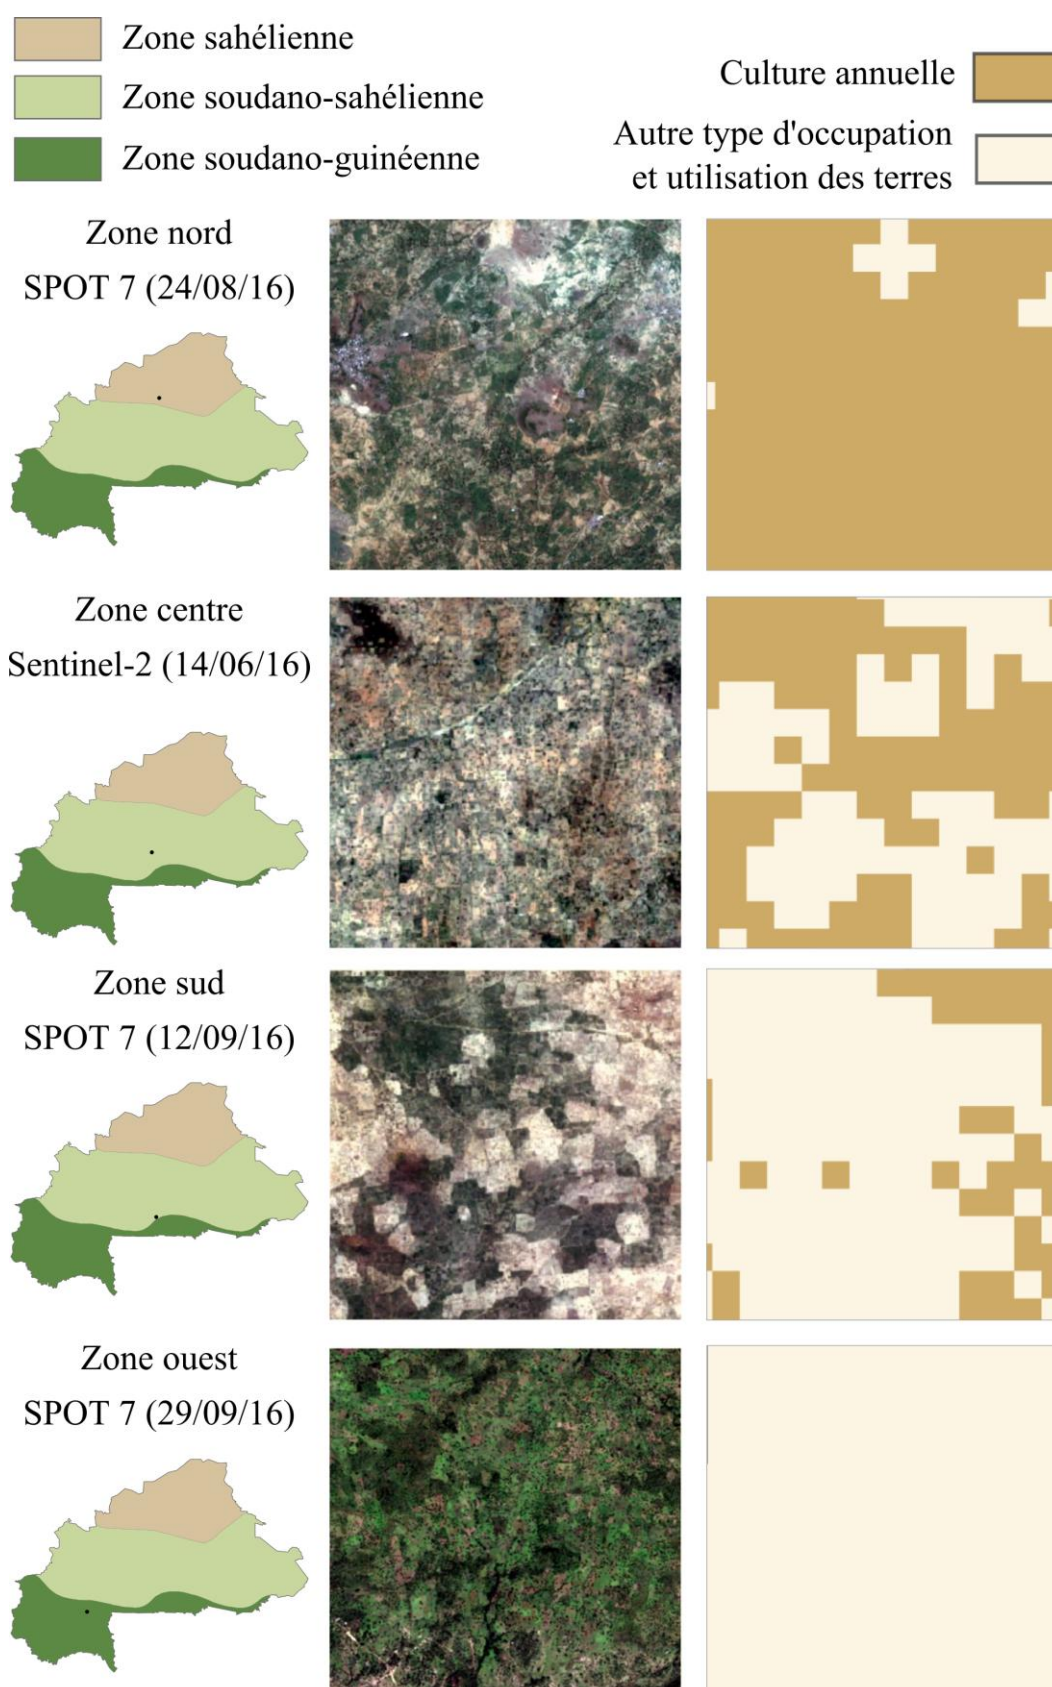 Zone sahélienne
Zone soudano-sahélienne
Zone soudano-guinéenne
Culture annuelle
Autre type d'occupation
et utilisation des terres
Zone nord
SPOT 7 (24/08/16)
Zone centre
Sentinel-2 (14/06/16)
Zone sud
SPOT 7 (12/09/16)
Zone ouest
SPOT 7 (29/09/16)